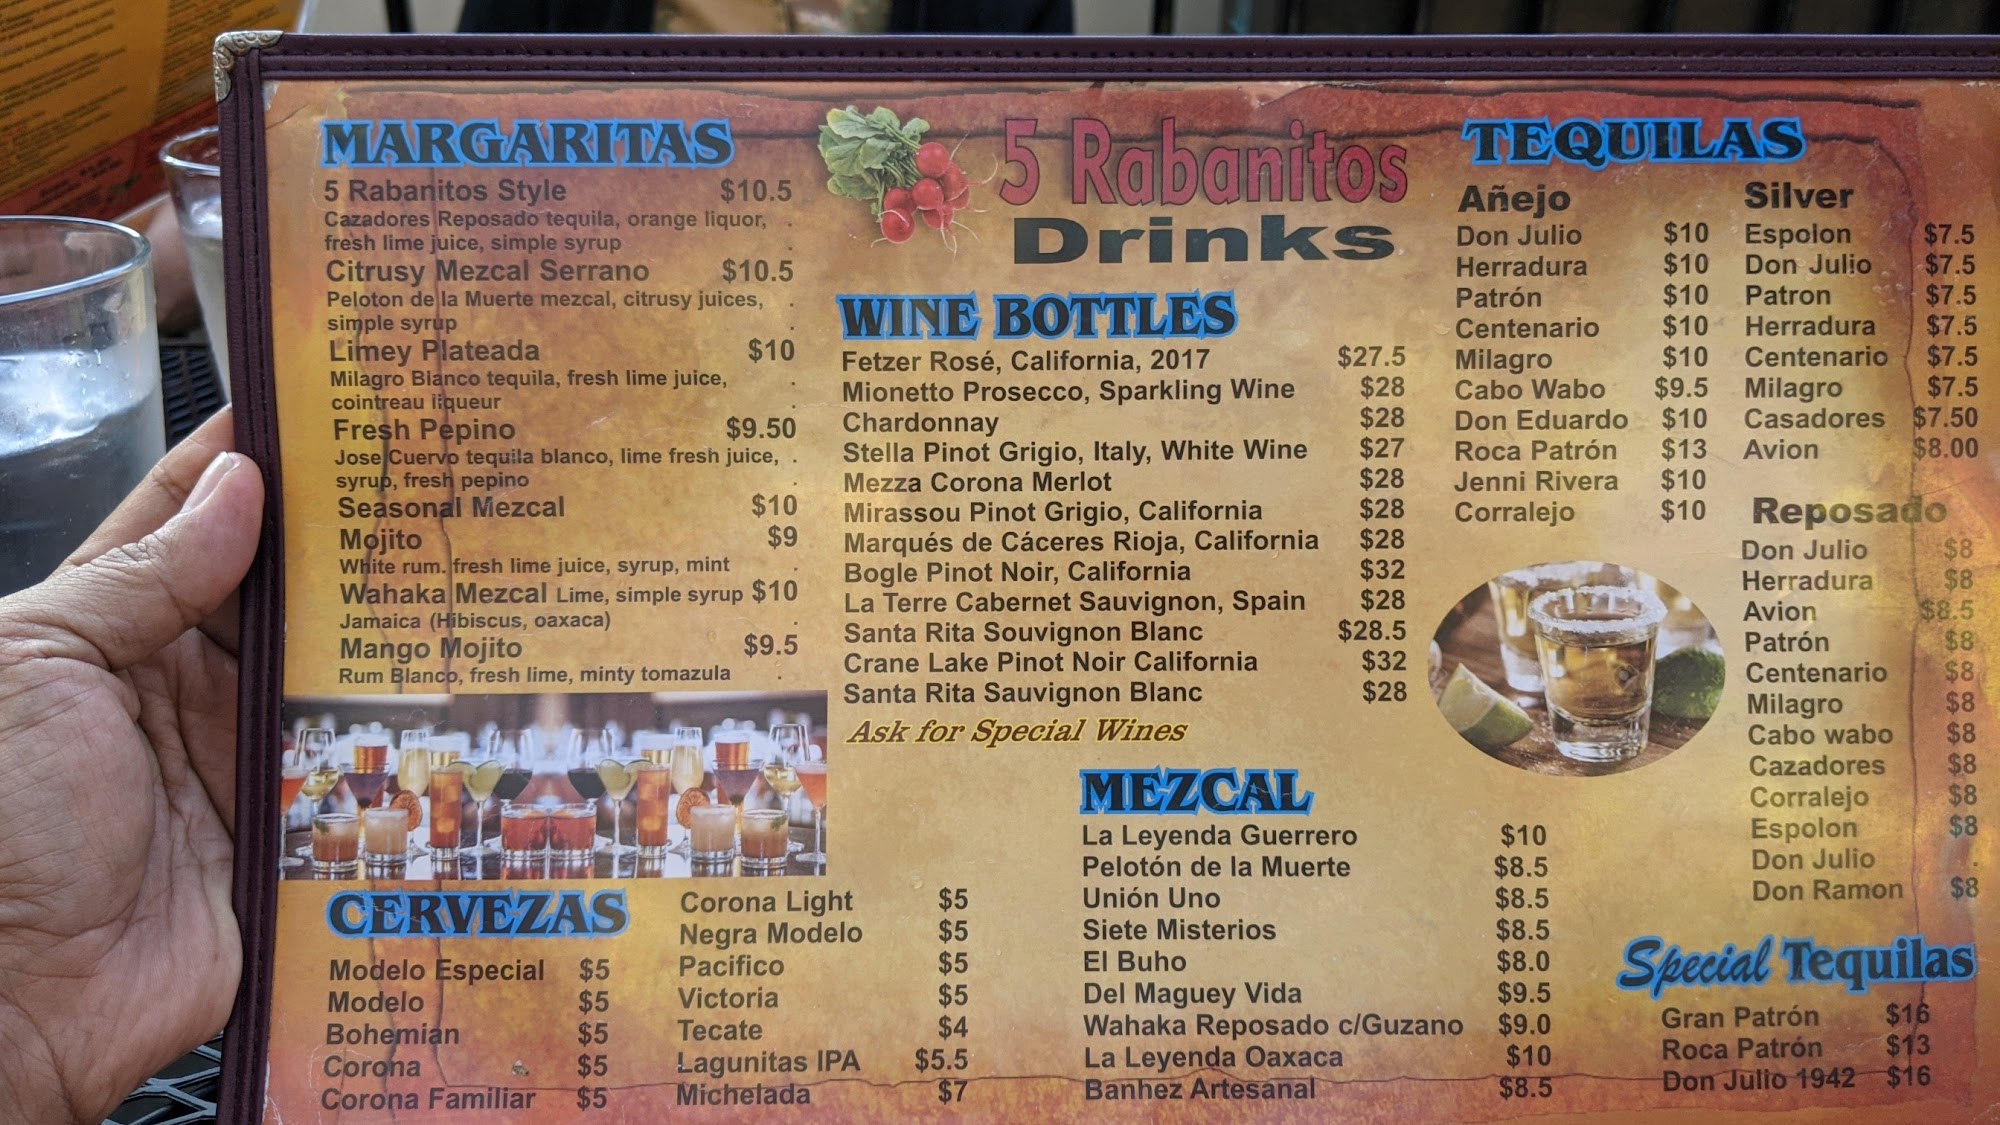 MARGARITAS
5 Rabanitos Style $10.5
Cazadores Reposado tequila, orange liquor, .
fresh lime juice, simple syrup .
Citrusy Mezcal Serrano $10.5
Peloton de la Muerte mezcal, citrusy juices, .
simple syrup .
Limey Plateada $10
Milagro Blanco tequila, fresh lime juice, .
cointreau liqueur .
Fresh Pepino $9.50
Jose Cuervo tequila blanco, lime fresh juice, .
syrup, fresh pepino .
Seasonal Mezcal $10
Mojito $9
White rum. fresh lime juice, syrup, mint .
Wahaka Mezcal Lime, simple syrup $10
Jamaica (Hibiscus, oaxaca) .
Mango Mojito $9.5
Rum Blanco, fresh lime, minty tomazula .
CERVEZAS
Modelo Especial $5
Modelo $5
Bohemian $5
Corona $5
Corona Familiar $5
Corona Light $5
Negra Modelo $5
Pacifico $5
Victoria $5
Tecate $4
Lagunitas IPA $5.5
Michelada $7
5 Rabanitos
Drinks
WINE BOTTLES
Fetzer Rosé, California, 2017 $27.5
Mionetto Prosecco, Sparkling Wine $28
Chardonnay $28
Stella Pinot Grigio, Italy, White Wine $27
Mezza Corona Merlot $28
Mirassou Pinot Grigio, California $28
Marqués de Cáceres Rioja, California $28
Bogle Pinot Noir, California $32
La Terre Cabernet Sauvignon, Spain $28
Santa Rita Souvignon Blanc $28.5
Crane Lake Pinot Noir California $32
Santa Rita Sauvignon Blanc $28
Ask for Special Wines
MEZCAL
La Leyenda Guerrero $10
Pelotón de la Muerte $8.5
Unión Uno $8.5
Siete Misterios $8.5
El Buho $8.0
Del Maguey Vida $9.5
Wahaka Reposado c/Guzano $9.0
La Leyenda Oaxaca $10
Banhez Artesanal $8.5
TEQUILAS
Añejo
Don Julio $10
Herradura $10
Patrón $10
Centenario $10
Milagro $10
Cabo Wabo $9.5
Don Eduardo $10
Roca Patrón $13
Jenni Rivera $10
Corralejo $10
Silver
Espolon $7.5
Don Julio $7.5
Patron $7.5
Herradura $7.5
Centenario $7.5
Milagro $7.5
Casadores $7.50
Avion $8.00
Reposado
Don Julio $8
Herradura $8
Avion $8.5
Patrón $8
Centenario $8
Milagro $8
Cabo wabo $8
Cazadores $8
Corralejo $8
Espolon $8
Don Julio .
Don Ramon $8
Special Tequilas
Gran Patrón $16
Roca Patrón $13
Don Julio 1942 $16